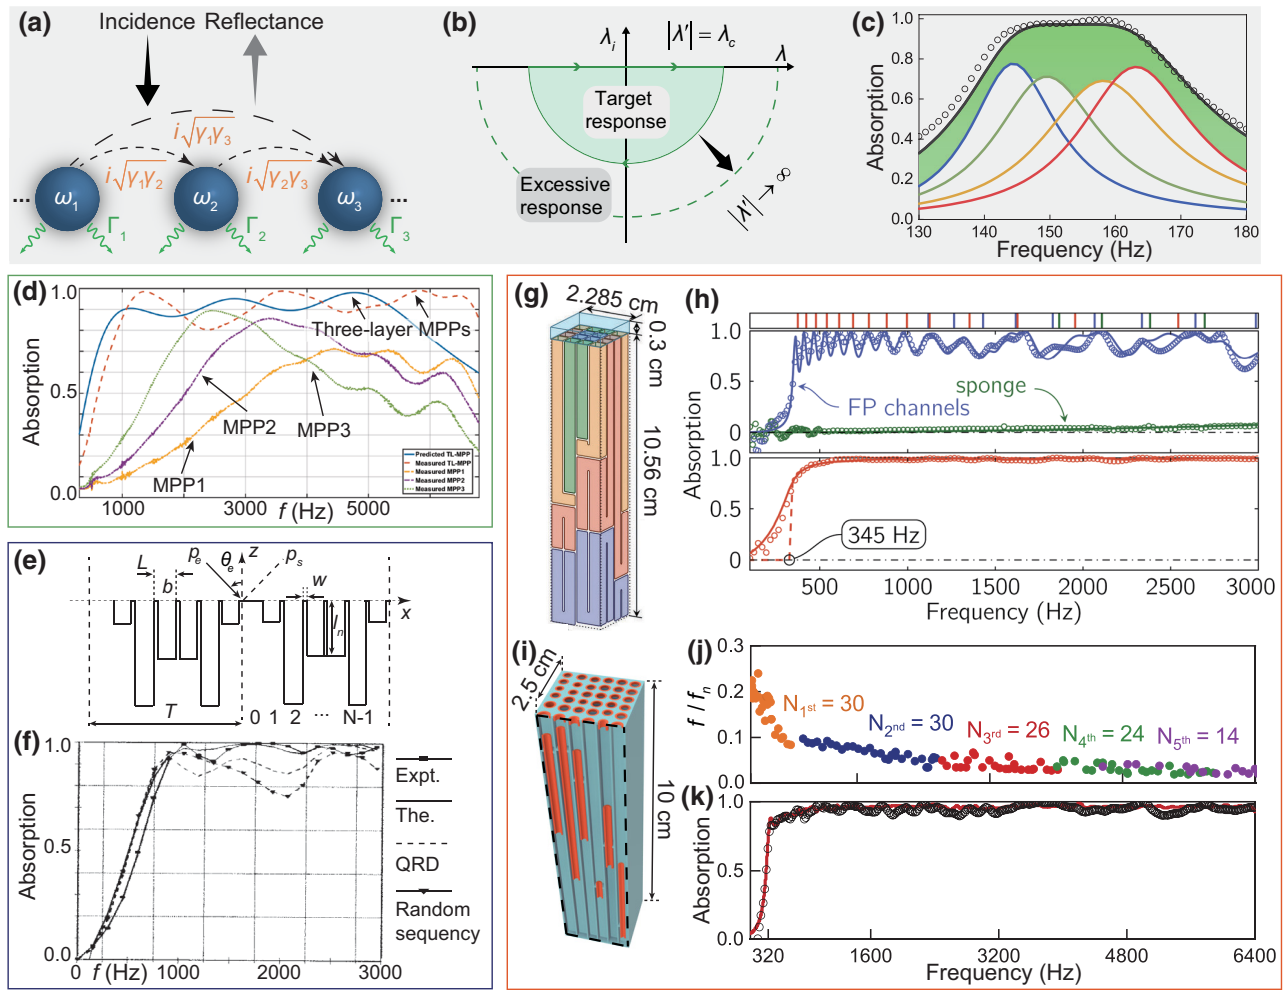 (a)
Incidence Reflectance
i√γ₁γ₃
i√γ₁γ₂
i√γ₂γ₃
...
ω₁
ω₂
ω₃
...
Γ₁
Γ₂
Γ₃
(b)
λᵢ
|λ'| = λ_c
λ
Target
response
Excessive
response
|λ'| → ∞
(c)
Absorption
1.0
0.8
0.6
0.4
0.2
0.0
130
140
150
160
170
180
Frequency (Hz)
(d)
Absorption
1.0
0.5
0.0
Three-layer MPPs
MPP2
MPP3
MPP1
Predicted TL-MPP
Measured TL-MPP
Measured MPP1
Measured MPP2
Measured MPP3
1000
3000
5000
f (Hz)
(e)
L
b
pₑ
θₑ
z
pₛ
w
lₙ
x
T
0 1 2 ... N-1
(f)
Absorption
1.0
0.5
0.0
0
f (Hz)
1000
2000
3000
Expt.
The.
QRD
Random
sequency
(g)
2.285 cm
0.3 cm
10.56 cm
(h)
Absorption
1.0
0.5
0
sponge
FP channels
1.0
0.5
0
345 Hz
500
1000
1500
2000
2500
3000
Frequency (Hz)
(i)
2.5 cm
10 cm
(j)
f / fₙ
0.3
0.2
0.1
0.0
N₁ₛₜ = 30
N₂ₙd = 30
N₃ᵣd = 26
N₄ₜₕ = 24
N₅ₜₕ = 14
(k)
Absorption
1.0
0.5
0
320
1600
3200
4800
6400
Frequency (Hz)